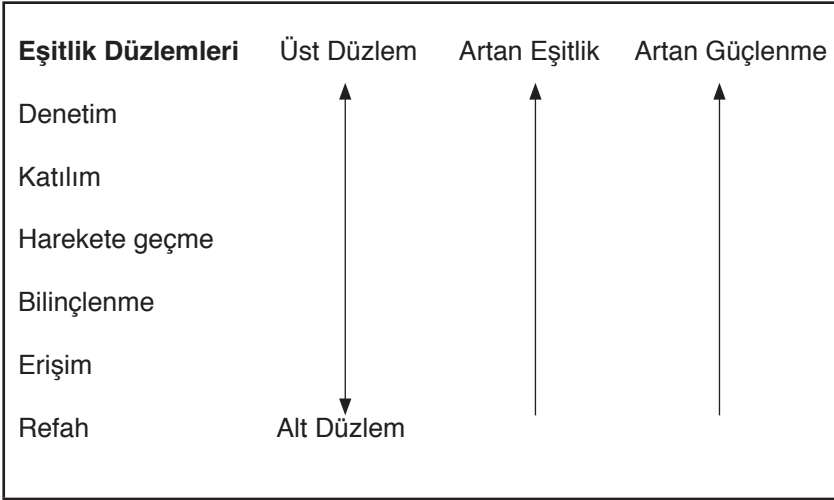 Eşitlik Düzlemleri Üst Düzlem Artan Eşitlik Artan Güçlenme
Denetim
Katılım
Harekete geçme
Bilinçlenme
Erişim
Refah Alt Düzlem